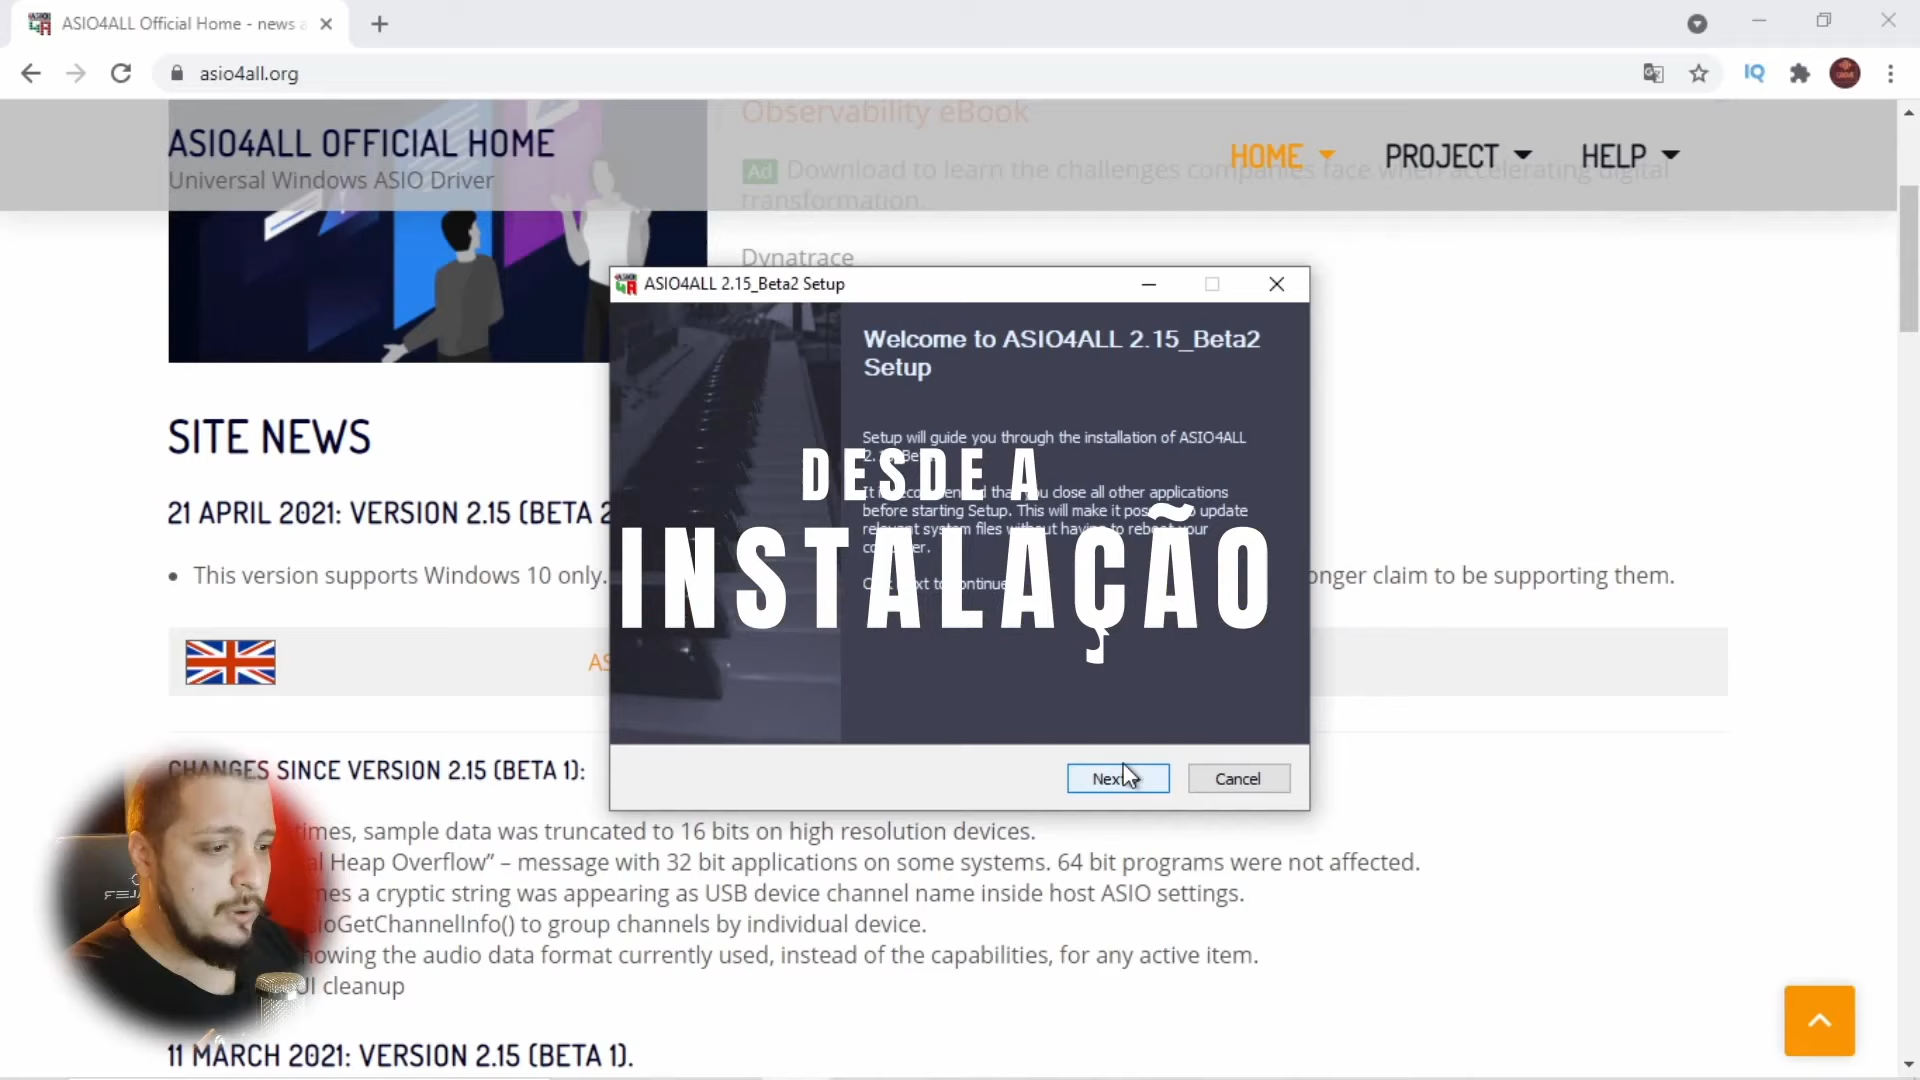 ASIO4ALL Official Home - news a
asio4all.org
IQ
Observability eBook
ASIO4ALL OFFICIAL HOME
Universal Windows ASIO Driver
HOME
PROJECT
HELP
Ad Download to learn the challenges companies face when accelerating digital
transformation.
Dynatrace
ASIO4ALL 2.15_Beta2 Setup
Welcome to ASIO4ALL 2.15_Beta2
Setup
Setup will guide you through the installation of ASIO4ALL
DESDE A
INSTALAÇÃO
It is recommended that you close all other applications
before starting Setup. This will make it possible to update
relevant system files without having to reboot your
computer.
Click Next to continue
Next
Cancel
SITE NEWS
21 APRIL 2021: VERSION 2.15 (BETA 2
This version supports Windows 10 only.
onger claim to be supporting them.
AS
CHANGES SINCE VERSION 2.15 (BETA 1):
times, sample data was truncated to 16 bits on high resolution devices.
al Heap Overflow” – message with 32 bit applications on some systems. 64 bit programs were not affected.
mes a cryptic string was appearing as USB device channel name inside host ASIO settings.
sioGetChannelInfo() to group channels by individual device.
howing the audio data format currently used, instead of the capabilities, for any active item.
UI cleanup
11 MARCH 2021: VERSION 2.15 (BETA 1).